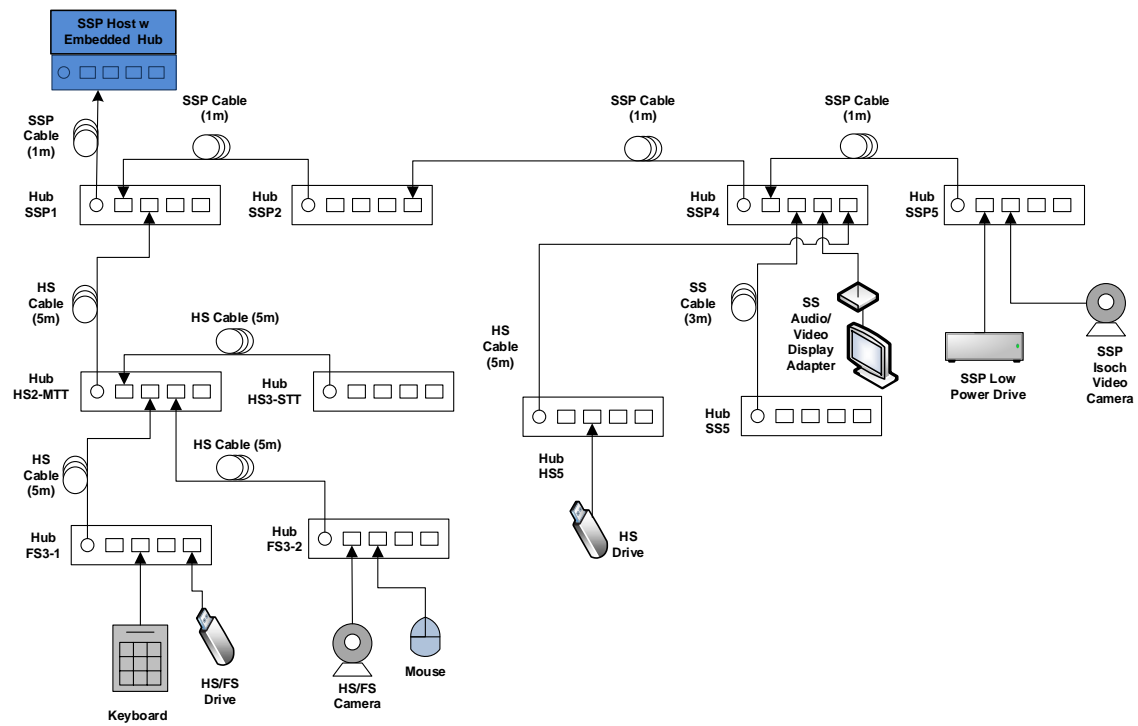 SSP Host w
Embedded Hub
SSP
Cable
(1m)
SSP Cable
(1m)
SSP Cable
(1m)
SSP Cable
(1m)
Hub
SSP1
Hub
SSP2
Hub
SSP4
Hub
SSP5
HS
Cable
(5m)
HS Cable (5m)
HS
Cable
(5m)
SS
Cable
(3m)
SS
Audio/
Video
Display
Adapter
SSP Low
Power Drive
SSP
Isoch
Video
Camera
Hub
HS2-MTT
Hub
HS3-STT
Hub
SS5
HS
Cable
(5m)
HS Cable (5m)
Hub
HS5
HS
Drive
Hub
FS3-1
Hub
FS3-2
Keyboard
HS/FS
Drive
HS/FS
Camera
Mouse